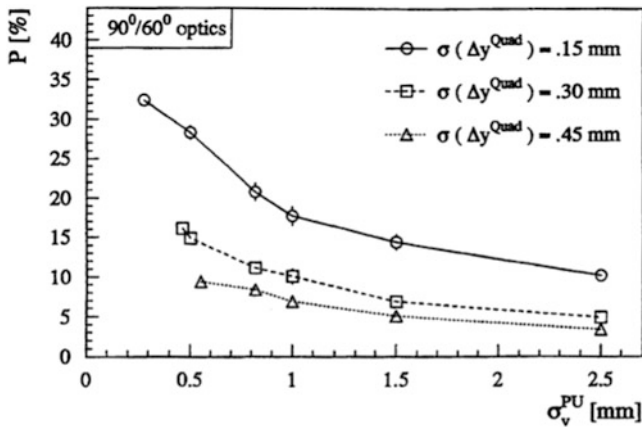 P [%]
40
35
30
25
20
15
10
5
0
90⁰/60⁰ optics
σ ( Δy^Quad ) = .15 mm
σ ( Δy^Quad ) = .30 mm
σ ( Δy^Quad ) = .45 mm
0 0.5 1 1.5 2 2.5
σ_v^PU [mm]